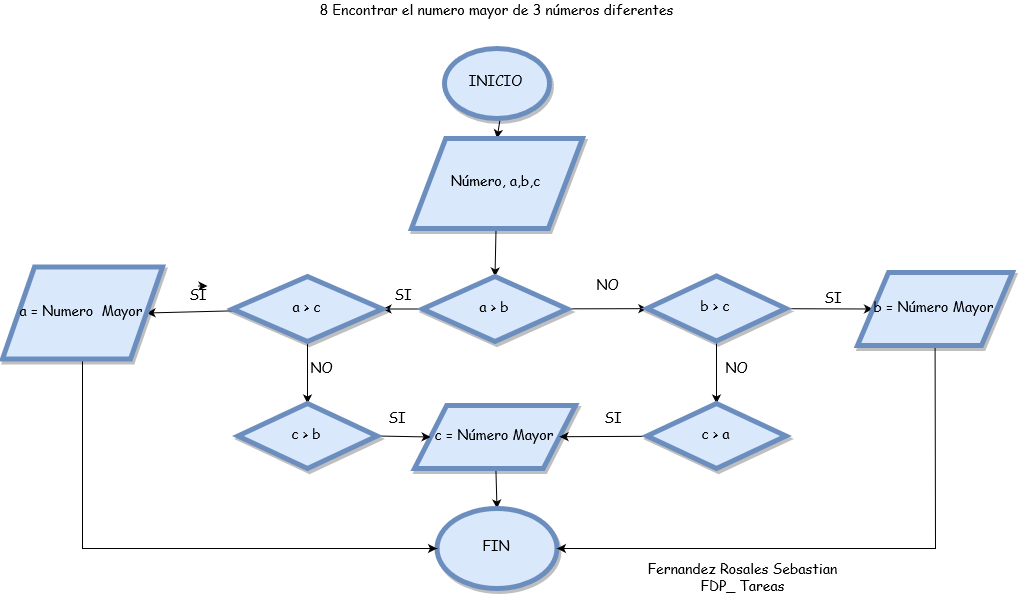 8 Encontrar el numero mayor de 3 números diferentes
INICIO
Número, a,b,c
SI
a > c
SI
a > b
NO
b > c
SI
a = Numero Mayor
b = Número Mayor
NO
NO
c > b
SI
c = Número Mayor
SI
c > a
FIN
Fernandez Rosales Sebastian
FDP_ Tareas